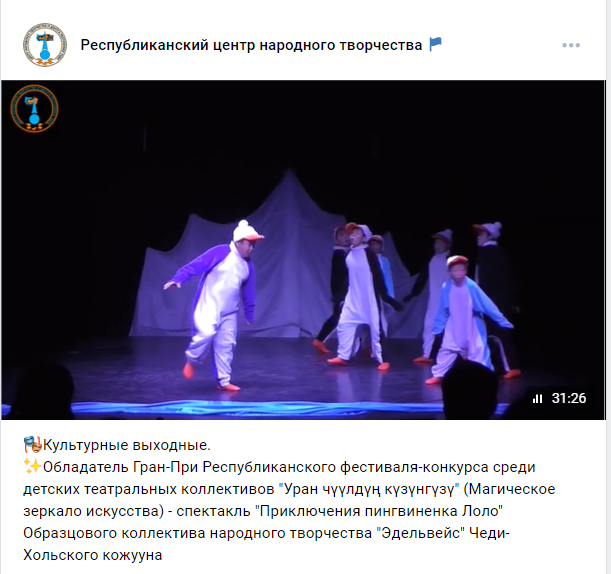 Республиканский центр народного творчества
31:26
Культурные выходные.
Обладатель Гран-При Республиканского фестиваля-конкурса среди
детских театральных коллективов "Уран чүүлдүң күзүнгүзү" (Магическое
зеркало искусства) - спектакль "Приключения пингвиненка Лоло"
Образцового коллектива народного творчества "Эдельвейс" Чеди-
Хольского кожууна